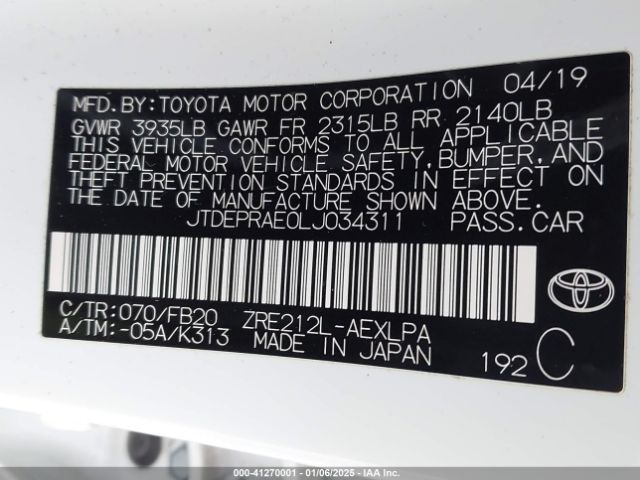 MFD. BY: TOYOTA MOTOR CORPORATION 04/19
GVWR 3935LB GAWR FR 2315LB RR 2140LB
THIS VEHICLE CONFORMS TO ALL APPLICABLE
FEDERAL MOTOR VEHICLE SAFETY, BUMPER, AND
THEFT PREVENTION STANDARDS IN EFFECT ON
THE DATE OF MANUFACTURE SHOWN ABOVE.
JTDEPRAE0LJ034311 PASS.CAR
C/TR:070/FB20 ZRE212L-AEXLPA
A/TM:-05A/K313 MADE IN JAPAN 192 C
000-41270001 - 01/06/2025 - IAA Inc.